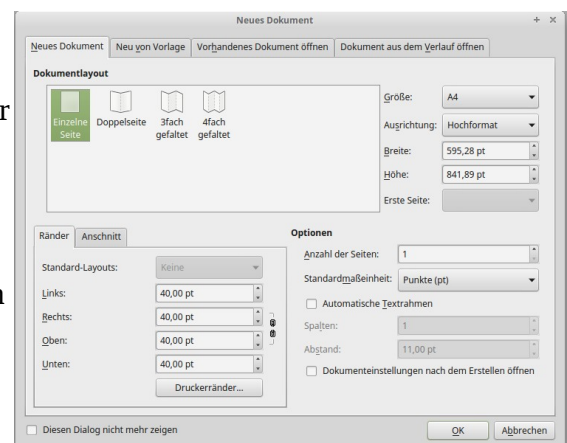 Neues Dokument
Neues Dokument Neu von Vorlage Vorhandenes Dokument öffnen Dokument aus dem Verlauf öffnen
Dokumentlayout
Einzelne Seite
Doppelseite
3fach gefaltet
4fach gefaltet
Größe: A4
Ausrichtung: Hochformat
Breite: 595,28 pt
Höhe: 841,89 pt
Erste Seite:
Ränder Anschnitt
Standard-Layouts: Keine
Links: 40,00 pt
Rechts: 40,00 pt
Oben: 40,00 pt
Unten: 40,00 pt
Druckerränder...
Optionen
Anzahl der Seiten: 1
Standardmaßeinheit: Punkte (pt)
Automatische Textrahmen
Spalten: 1
Abstand: 11,00 pt
Dokumenteinstellungen nach dem Erstellen öffnen
Diesen Dialog nicht mehr zeigen
OK Abbrechen